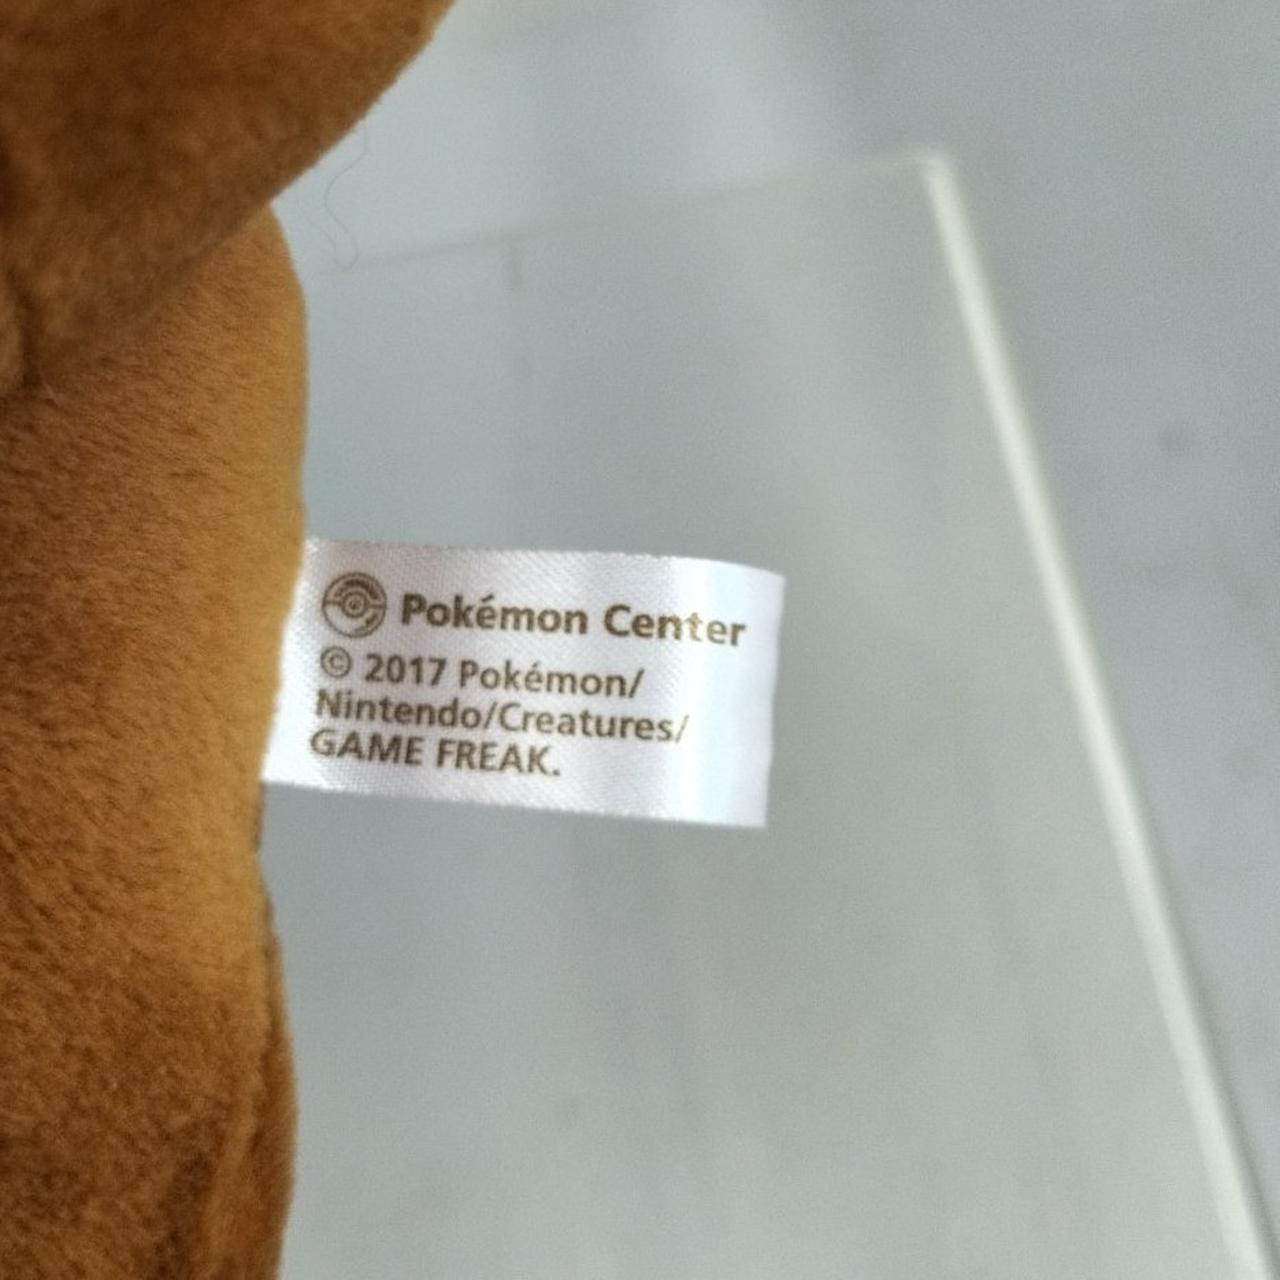 Pokémon Center
© 2017 Pokémon/
Nintendo/Creatures/
GAME FREAK.